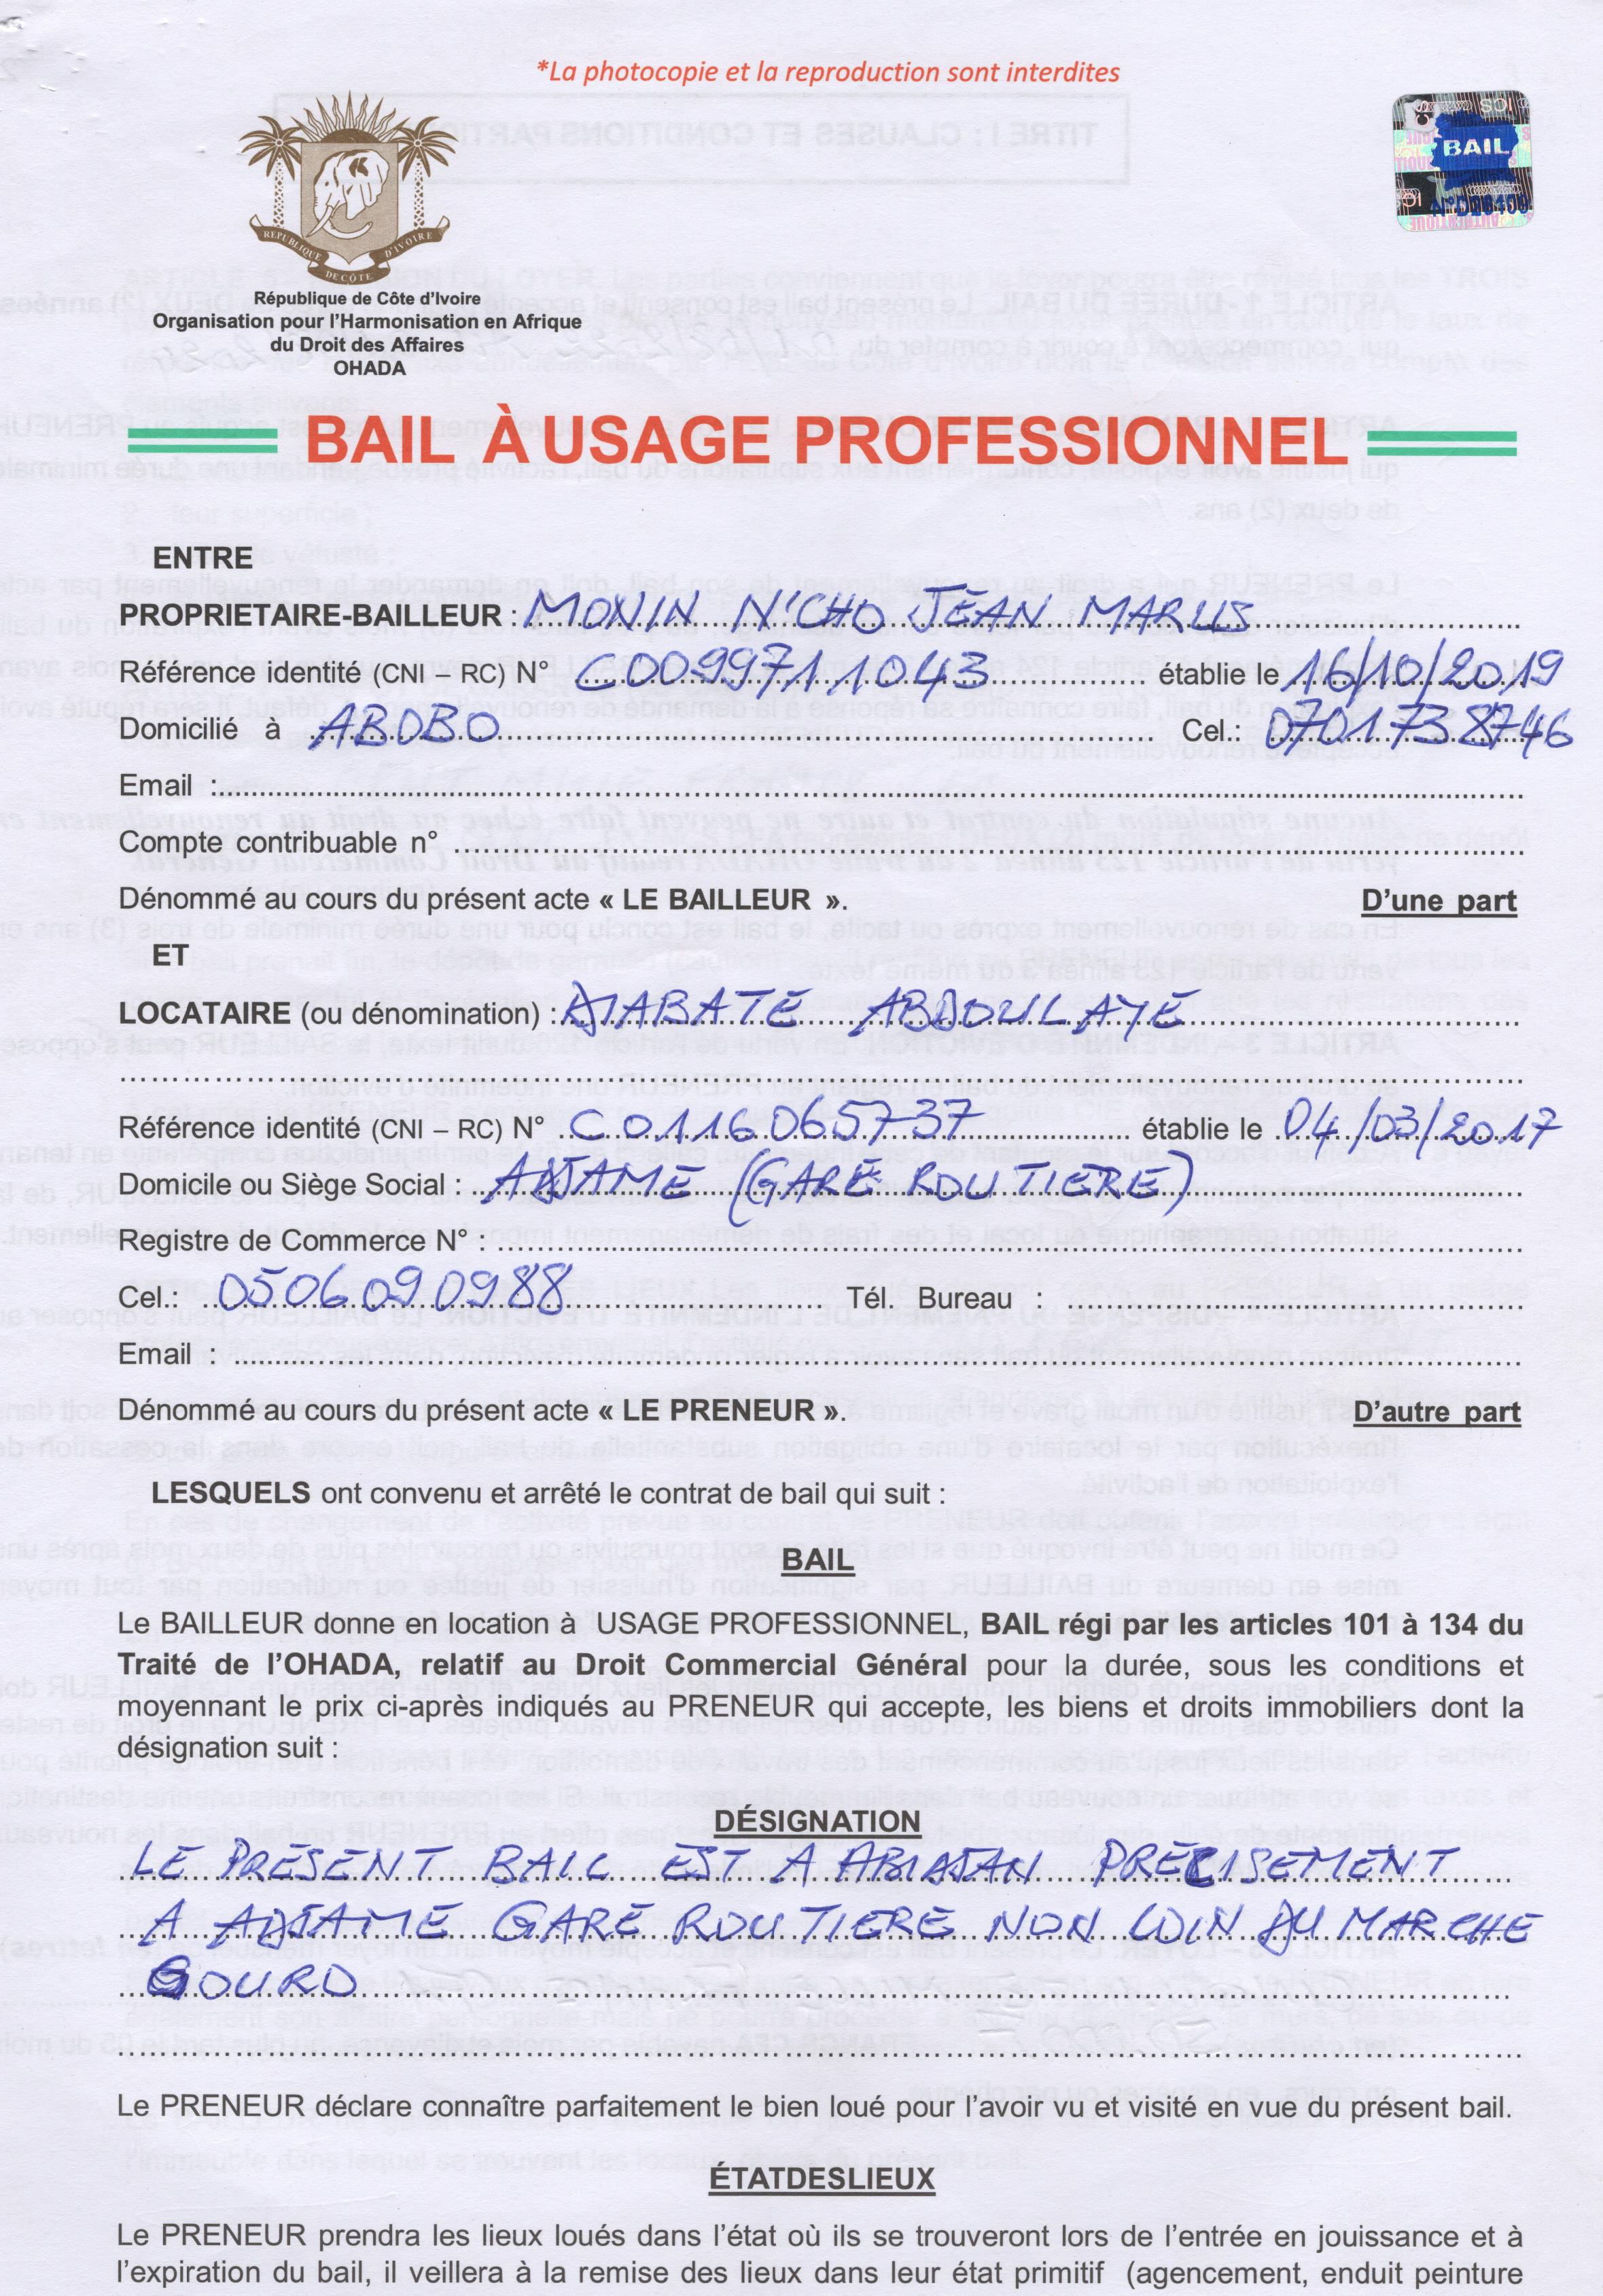 *La photocopie et la reproduction sont interdites
BAIL
REPUBLIQUE DE CÔTE D'IVOIRE
République de Côte d'Ivoire
Organisation pour l'Harmonisation en Afrique
du Droit des Affaires
OHADA
BAIL À USAGE PROFESSIONNEL
ENTRE
PROPRIETAIRE-BAILLEUR : MONIN N'CHO JEAN MARUS
Référence identité (CNI – RC) N° C0099711043 établie le 16/10/2019
Domicilié à ABOBO Cel.: 0701738746
Email :
Compte contribuable n°
Dénommé au cours du présent acte « LE BAILLEUR ». D'une part
ET
LOCATAIRE (ou dénomination) : DIABATE ABDOULAYE
Référence identité (CNI – RC) N° C0116065737 établie le 04/03/2017
Domicile ou Siège Social : ADJAME (GARE ROUTIERE)
Registre de Commerce N° :
Cel.: 0506090988 Tél. Bureau :
Email :
Dénommé au cours du présent acte « LE PRENEUR ». D'autre part
LESQUELS ont convenu et arrêté le contrat de bail qui suit :
BAIL
Le BAILLEUR donne en location à USAGE PROFESSIONNEL, BAIL régi par les articles 101 à 134 du
Traité de l'OHADA, relatif au Droit Commercial Général pour la durée, sous les conditions et
moyennant le prix ci-après indiqués au PRENEUR qui accepte, les biens et droits immobiliers dont la
désignation suit :
DÉSIGNATION
LE PRESENT BAIL EST A ABIDJAN PRECISEMENT
A ADJAME GARE ROUTIERE NON LOIN DU MARCHE
GOURO
Le PRENEUR déclare connaître parfaitement le bien loué pour l'avoir vu et visité en vue du présent bail.
ÉTATDESLIEUX
Le PRENEUR prendra les lieux loués dans l'état où ils se trouveront lors de l'entrée en jouissance et à
l'expiration du bail, il veillera à la remise des lieux dans leur état primitif (agencement, enduit peinture